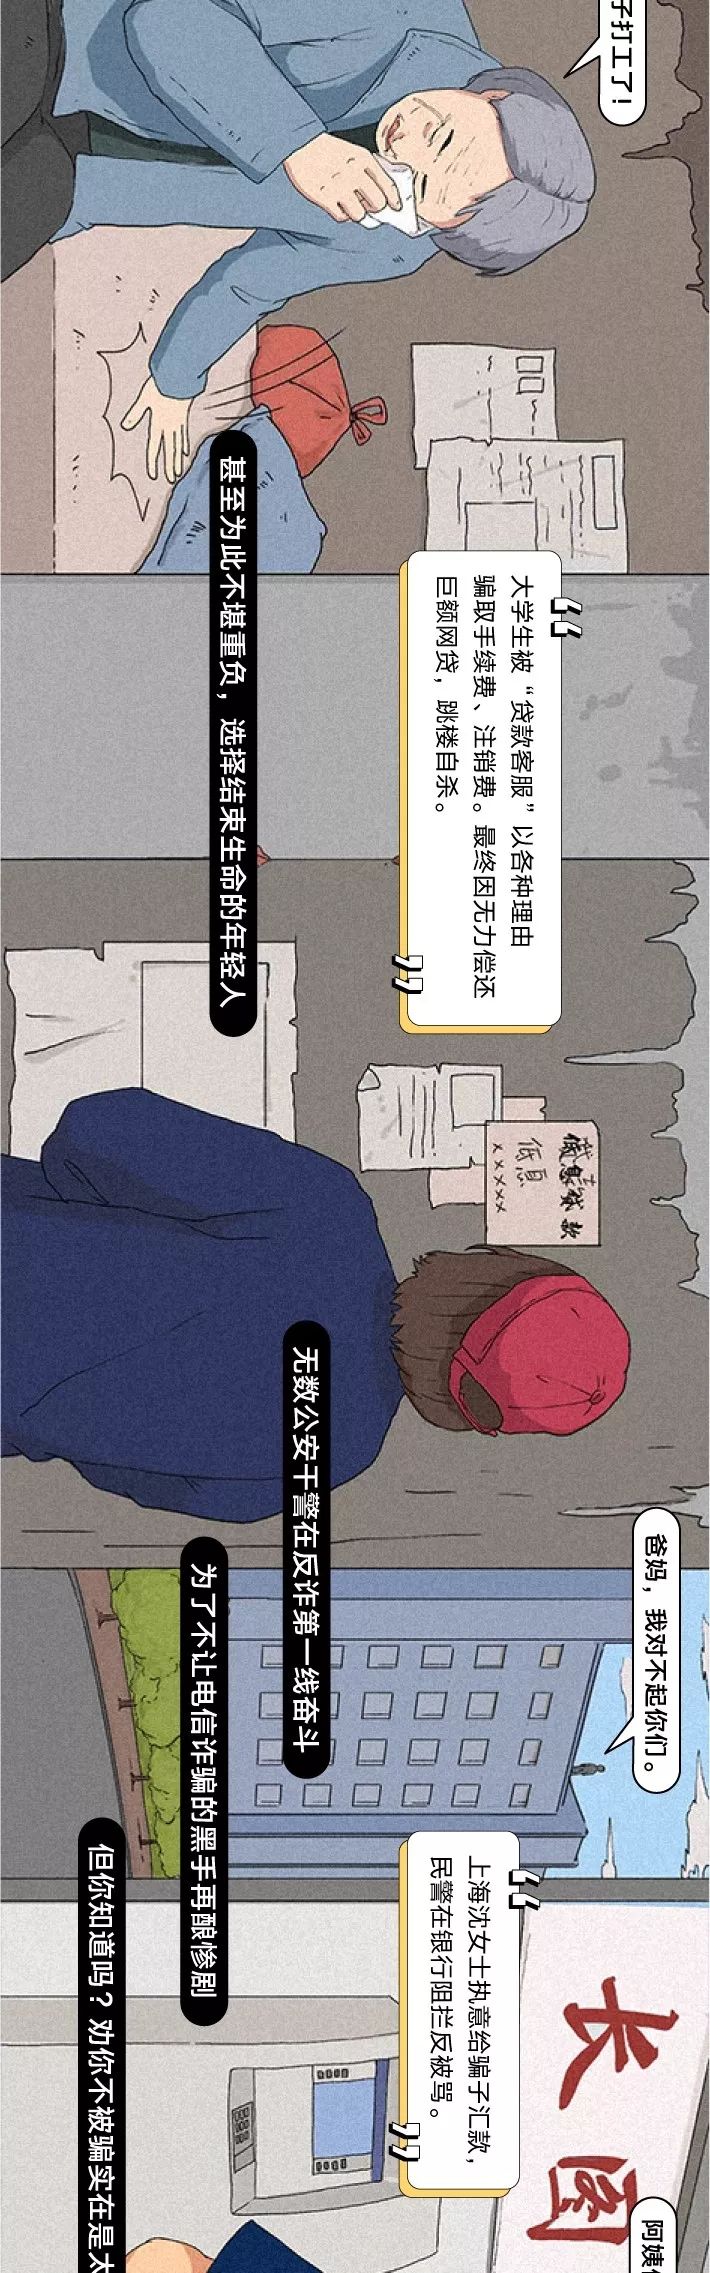 子打工了！
大学生被“贷款客服”以各种理由
骗取手续费、注销费。最终因无力偿还
巨额网贷，跳楼自杀。
甚至为此不堪重负，选择结束生命的年轻人
低息贷款
低息
×××××
无数公安干警在反诈第一线奋斗
爸妈，我对不起你们。
为了不让电信诈骗的黑手再酿惨剧
上海沈女士执意给骗子汇款，
民警在银行阻拦反被骂。
但你知道吗？劝你不被骗实在是太
阿姨